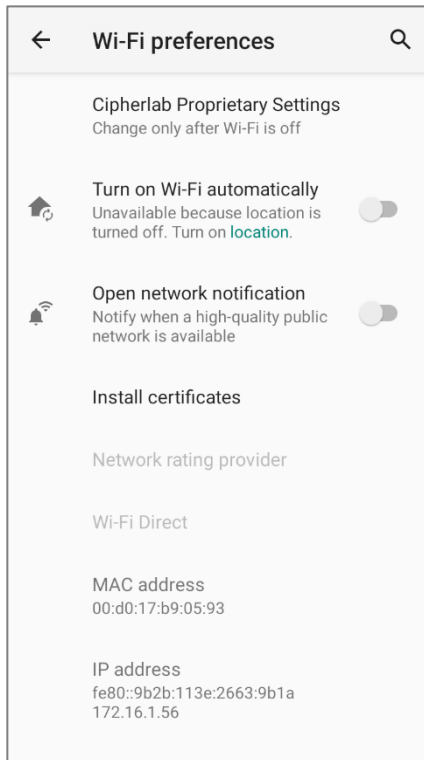 Wi-Fi preferences
Cipherlab Proprietary Settings
Change only after Wi-Fi is off
Turn on Wi-Fi automatically
Unavailable because location is
turned off. Turn on location.
Open network notification
Notify when a high-quality public
network is available
Install certificates
Network rating provider
Wi-Fi Direct
MAC address
00:d0:17:b9:05:93
IP address
fe80::9b2b:113e:2663:9b1a
172.16.1.56